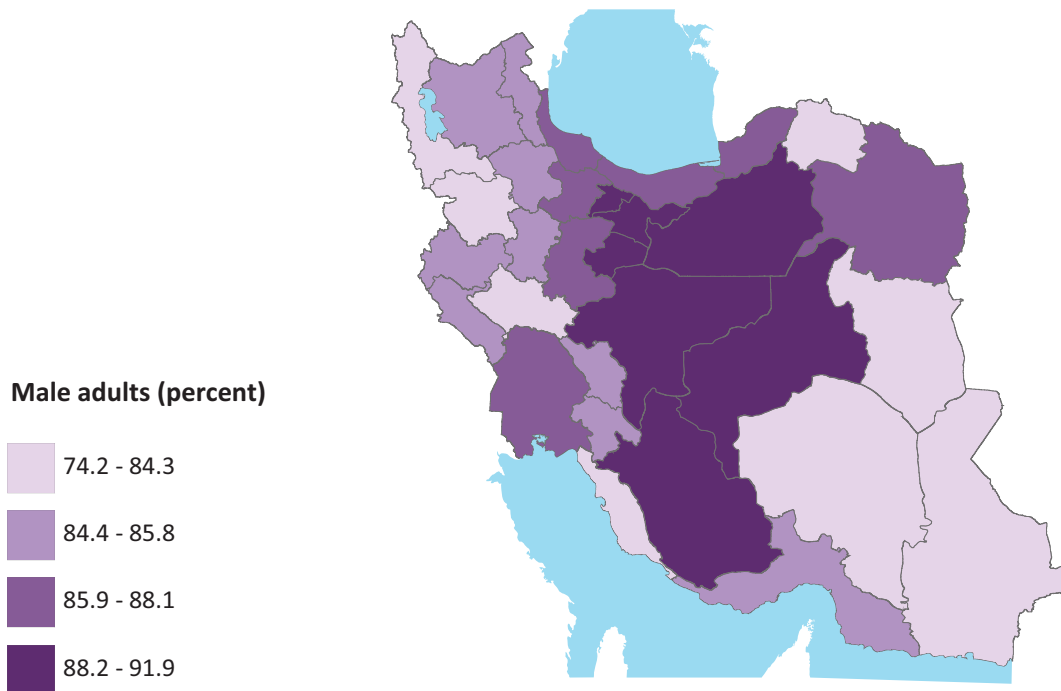 Male adults (percent)
74.2 - 84.3
84.4 - 85.8
85.9 - 88.1
88.2 - 91.9